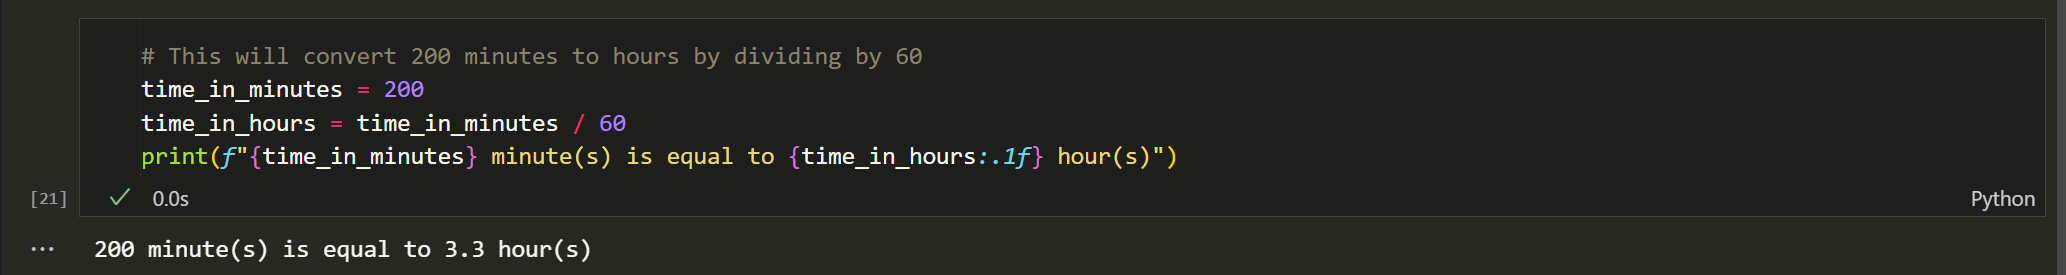 # This will convert 200 minutes to hours by dividing by 60
time_in_minutes = 200
time_in_hours = time_in_minutes / 60
print(f"{time_in_minutes} minute(s) is equal to {time_in_hours:.1f} hour(s)")
[21] ✓ 0.0s Python
... 200 minute(s) is equal to 3.3 hour(s)